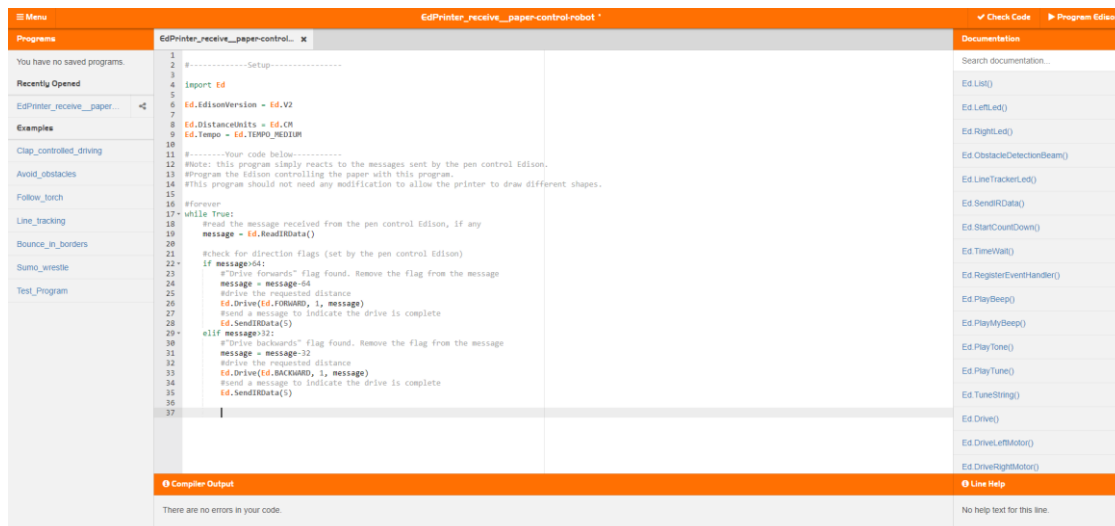 Menu
EdPrinter_receive__paper-control-robot *
Check Code
Program Ediso
Programs
You have no saved programs.
Recently Opened
EdPrinter_receive__paper...
Examples
Clap_controlled_driving
Avoid_obstacles
Follow_torch
Line_tracking
Bounce_in_borders
Sumo_wrestle
Test_Program
EdPrinter_receive__paper-control... x
1
2 #-------------Setup----------------
3
4 import Ed
5
6 Ed.EdisonVersion = Ed.V2
7
8 Ed.DistanceUnits = Ed.CM
9 Ed.Tempo = Ed.TEMPO_MEDIUM
10
11 #--------Your code below-----------
12 #Note: this program simply reacts to the messages sent by the pen control Edison.
13 #Program the Edison controlling the paper with this program.
14 #This program should not need any modification to allow the printer to draw different shapes.
15
16 #forever
17 while True:
18     #read the message received from the pen control Edison, if any
19     message = Ed.ReadIRData()
20
21     #check for direction flags (set by the pen control Edison)
22     if message>64:
23         #"Drive forwards" flag found. Remove the flag from the message
24         message = message-64
25         #drive the requested distance
26         Ed.Drive(Ed.FORWARD, 1, message)
27         #send a message to indicate the drive is complete
28         Ed.SendIRData(5)
29     elif message>32:
30         #"Drive backwards" flag found. Remove the flag from the message
31         message = message-32
32         #drive the requested distance
33         Ed.Drive(Ed.BACKWARD, 1, message)
34         #send a message to indicate the drive is complete
35         Ed.SendIRData(5)
36
37
Compiler Output
There are no errors in your code.
Documentation
Search documentation...
Ed.List()
Ed.LeftLed()
Ed.RightLed()
Ed.ObstacleDetectionBeam()
Ed.LineTrackerLed()
Ed.SendIRData()
Ed.StartCountDown()
Ed.TimeWait()
Ed.RegisterEventHandler()
Ed.PlayBeep()
Ed.PlayMyBeep()
Ed.PlayTone()
Ed.PlayTune()
Ed.TuneString()
Ed.Drive()
Ed.DriveLeftMotor()
Ed.DriveRightMotor()
Line Help
No help text for this line.